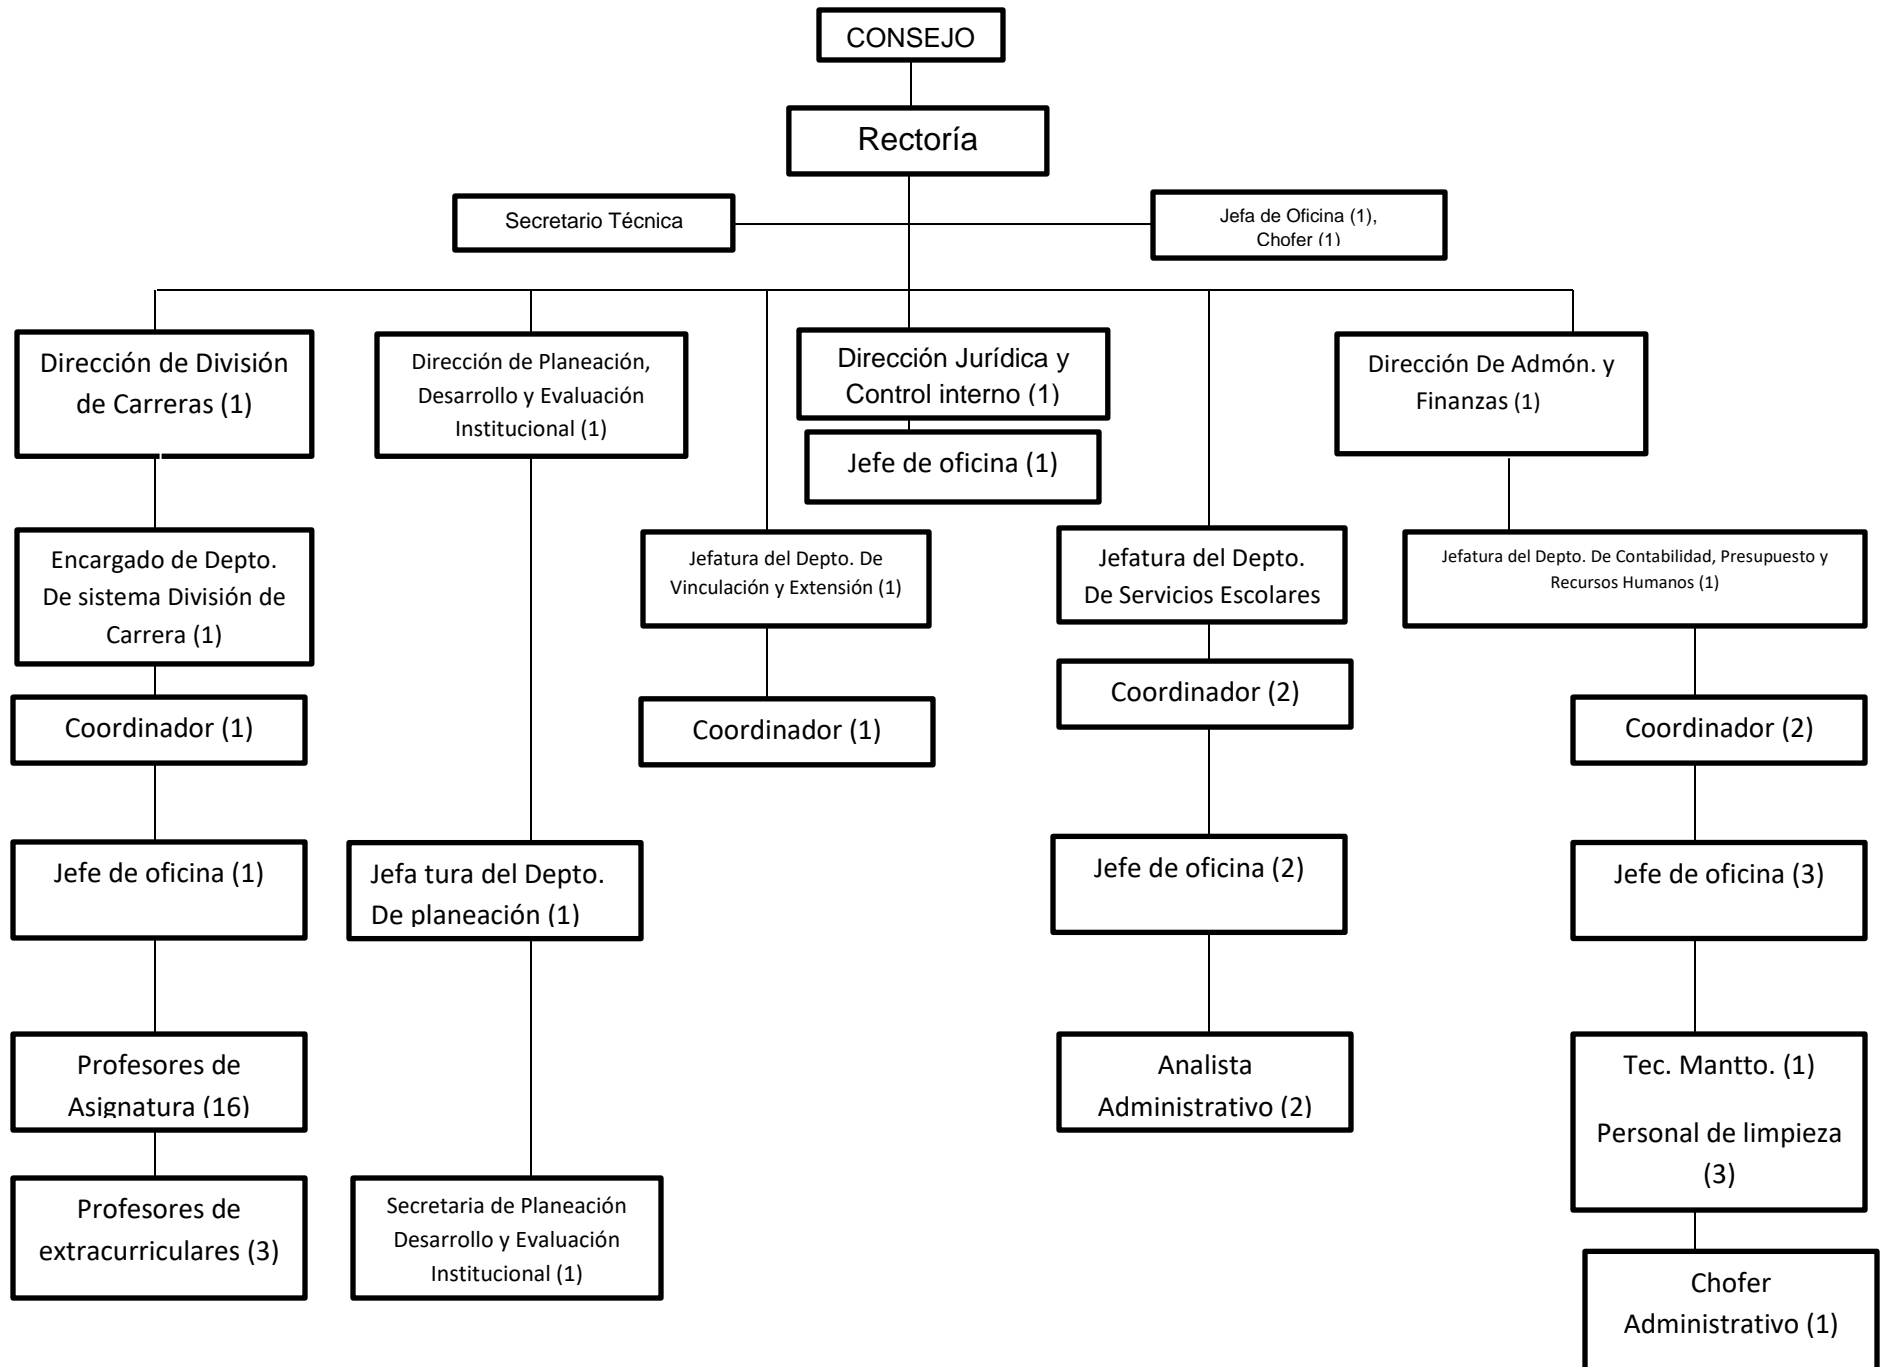 CONSEJO
Rectoría
Secretario Técnica
Jefa de Oficina (1),
Chofer (1)
Dirección de División
de Carreras (1)
Dirección de Planeación,
Desarrollo y Evaluación
Institucional (1)
Dirección Jurídica y
Control interno (1)
Jefe de oficina (1)
Dirección De Admón. y
Finanzas (1)
Encargado de Depto.
De sistema División de
Carrera (1)
Jefatura del Depto. De
Vinculación y Extensión (1)
Jefatura del Depto.
De Servicios Escolares
Jefatura del Depto. De Contabilidad, Presupuesto y
Recursos Humanos (1)
Coordinador (1)
Coordinador (1)
Coordinador (2)
Coordinador (2)
Jefe de oficina (1)
Jefa tura del Depto.
De planeación (1)
Jefe de oficina (2)
Jefe de oficina (3)
Profesores de
Asignatura (16)
Analista
Administrativo (2)
Tec. Mantto. (1)
Personal de limpieza
(3)
Profesores de
extracurriculares (3)
Secretaria de Planeación
Desarrollo y Evaluación
Institucional (1)
Chofer
Administrativo (1)